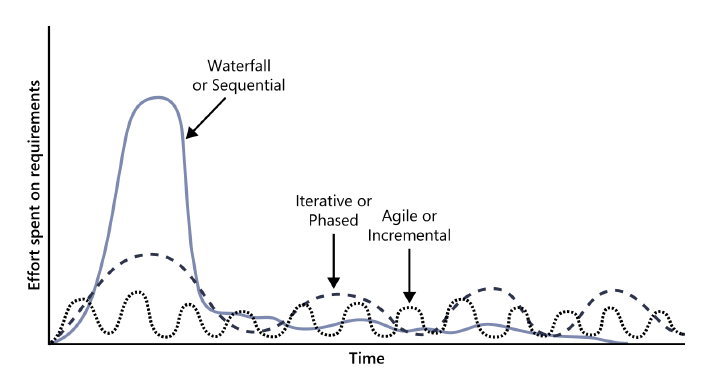 Waterfall
or Sequential
Effort spent on requirements
Iterative or
Phased
Agile or
Incremental
Time